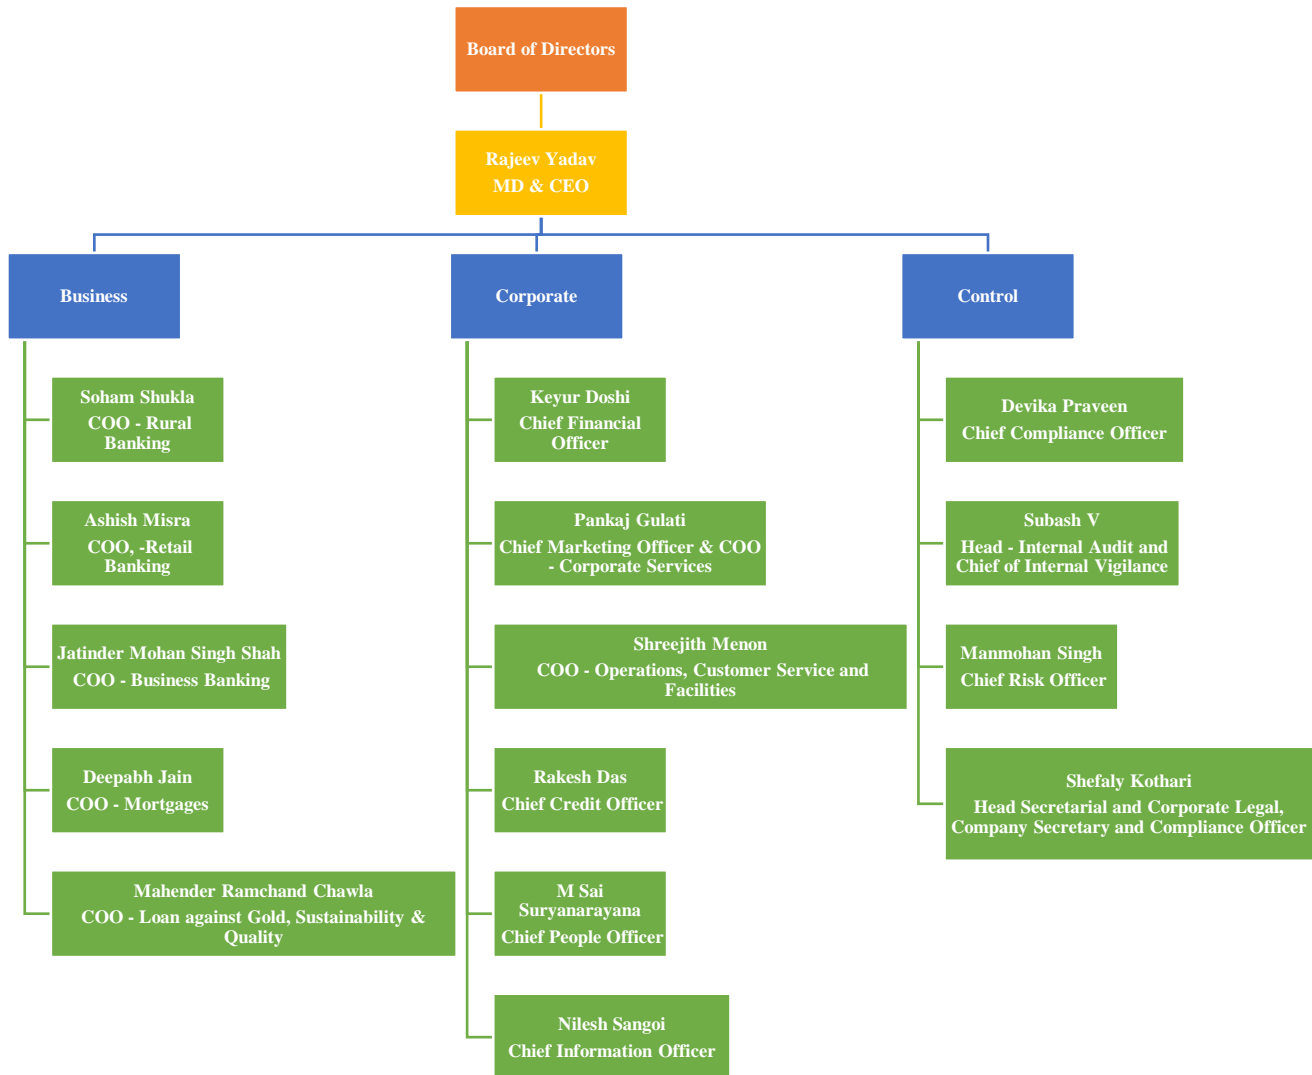 Board of Directors
Rajeev Yadav
MD & CEO
Business
Corporate
Control
Soham Shukla
COO - Rural
Banking
Ashish Misra
COO, -Retail
Banking
Jatinder Mohan Singh Shah
COO - Business Banking
Deepabh Jain
COO - Mortgages
Mahender Ramchand Chawla
COO - Loan against Gold, Sustainability &
Quality
Keyur Doshi
Chief Financial
Officer
Pankaj Gulati
Chief Marketing Officer & COO
- Corporate Services
Shreejith Menon
COO - Operations, Customer Service and
Facilities
Rakesh Das
Chief Credit Officer
M Sai
Suryanarayana
Chief People Officer
Nilesh Sangoi
Chief Information Officer
Devika Praveen
Chief Compliance Officer
Subash V
Head - Internal Audit and
Chief of Internal Vigilance
Manmohan Singh
Chief Risk Officer
Shefaly Kothari
Head Secretarial and Corporate Legal,
Company Secretary and Compliance Officer